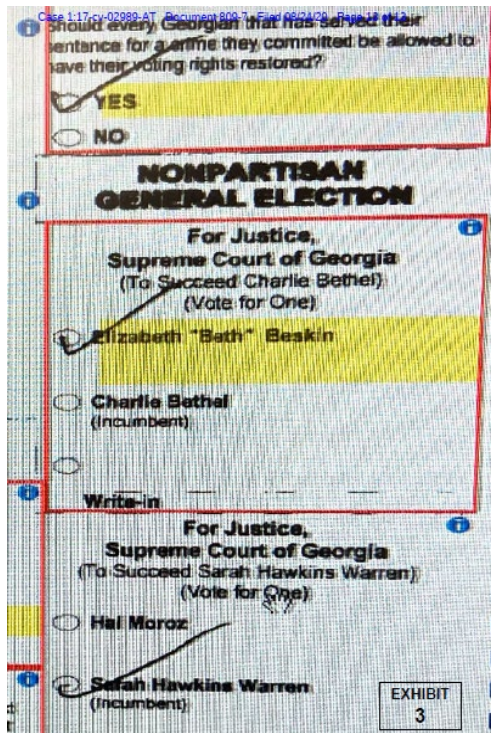 Case 1:17-cv-02989-AT Document 809-7 Filed 08/24/20 Page 12 of 12
Should every Georgian that has served their
sentence for a crime they committed be allowed to
have their voting rights restored?
YES
NO
NONPARTISAN
GENERAL ELECTION
For Justice,
Supreme Court of Georgia
(To Succeed Charlie Bethel)
(Vote for One)
Elizabeth "Beth" Beskin
Charlie Bethel
(Incumbent)
Write-in
For Justice,
Supreme Court of Georgia
(To Succeed Sarah Hawkins Warren)
(Vote for One)
Hal Moroz
Sarah Hawkins Warren
(Incumbent)
EXHIBIT
3